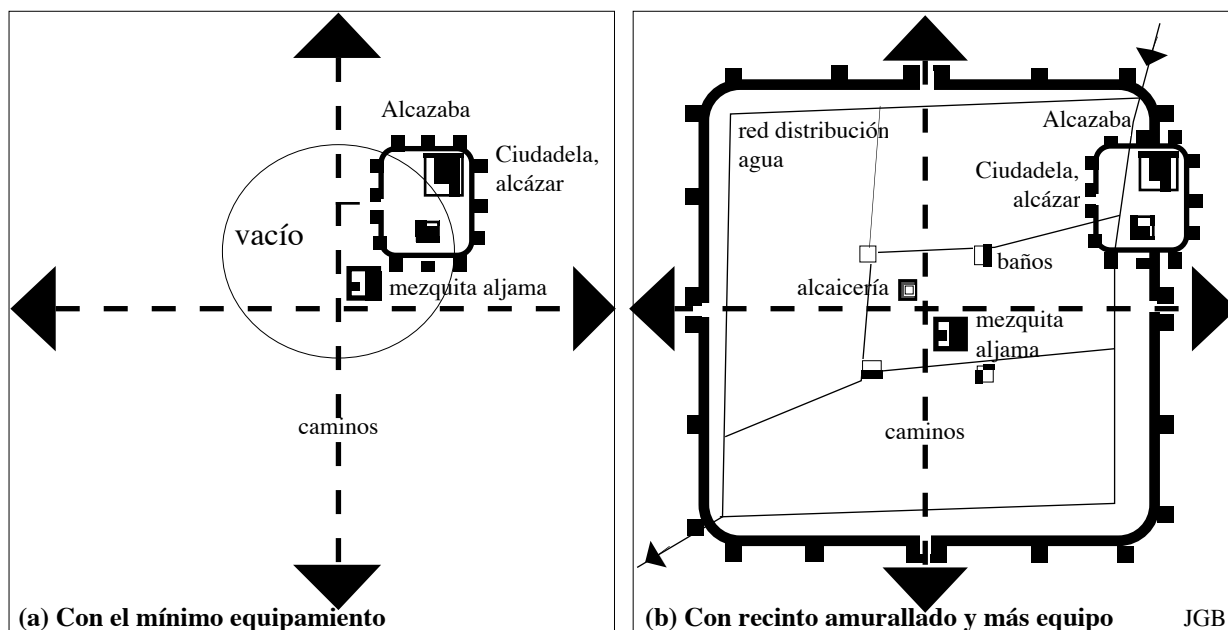 Alcazaba
Ciudadela,
alcázar
vacío
mezquita aljama
caminos
(a) Con el mínimo equipamiento
red distribución
agua
Alcazaba
Ciudadela,
alcázar
baños
alcaicería
mezquita
aljama
caminos
(b) Con recinto amurallado y más equipo
JGB